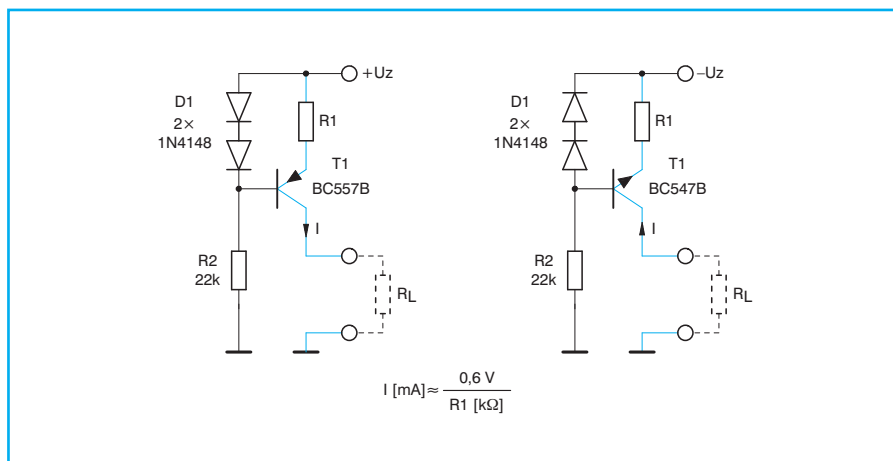 +Uz
D1
2×
1N4148
R1
T1
BC557B
I
R2
22k
RL
–Uz
D1
2×
1N4148
R1
T1
BC547B
I
R2
22k
RL
I [mA] ≈ 0,6 V
R1 [kΩ]